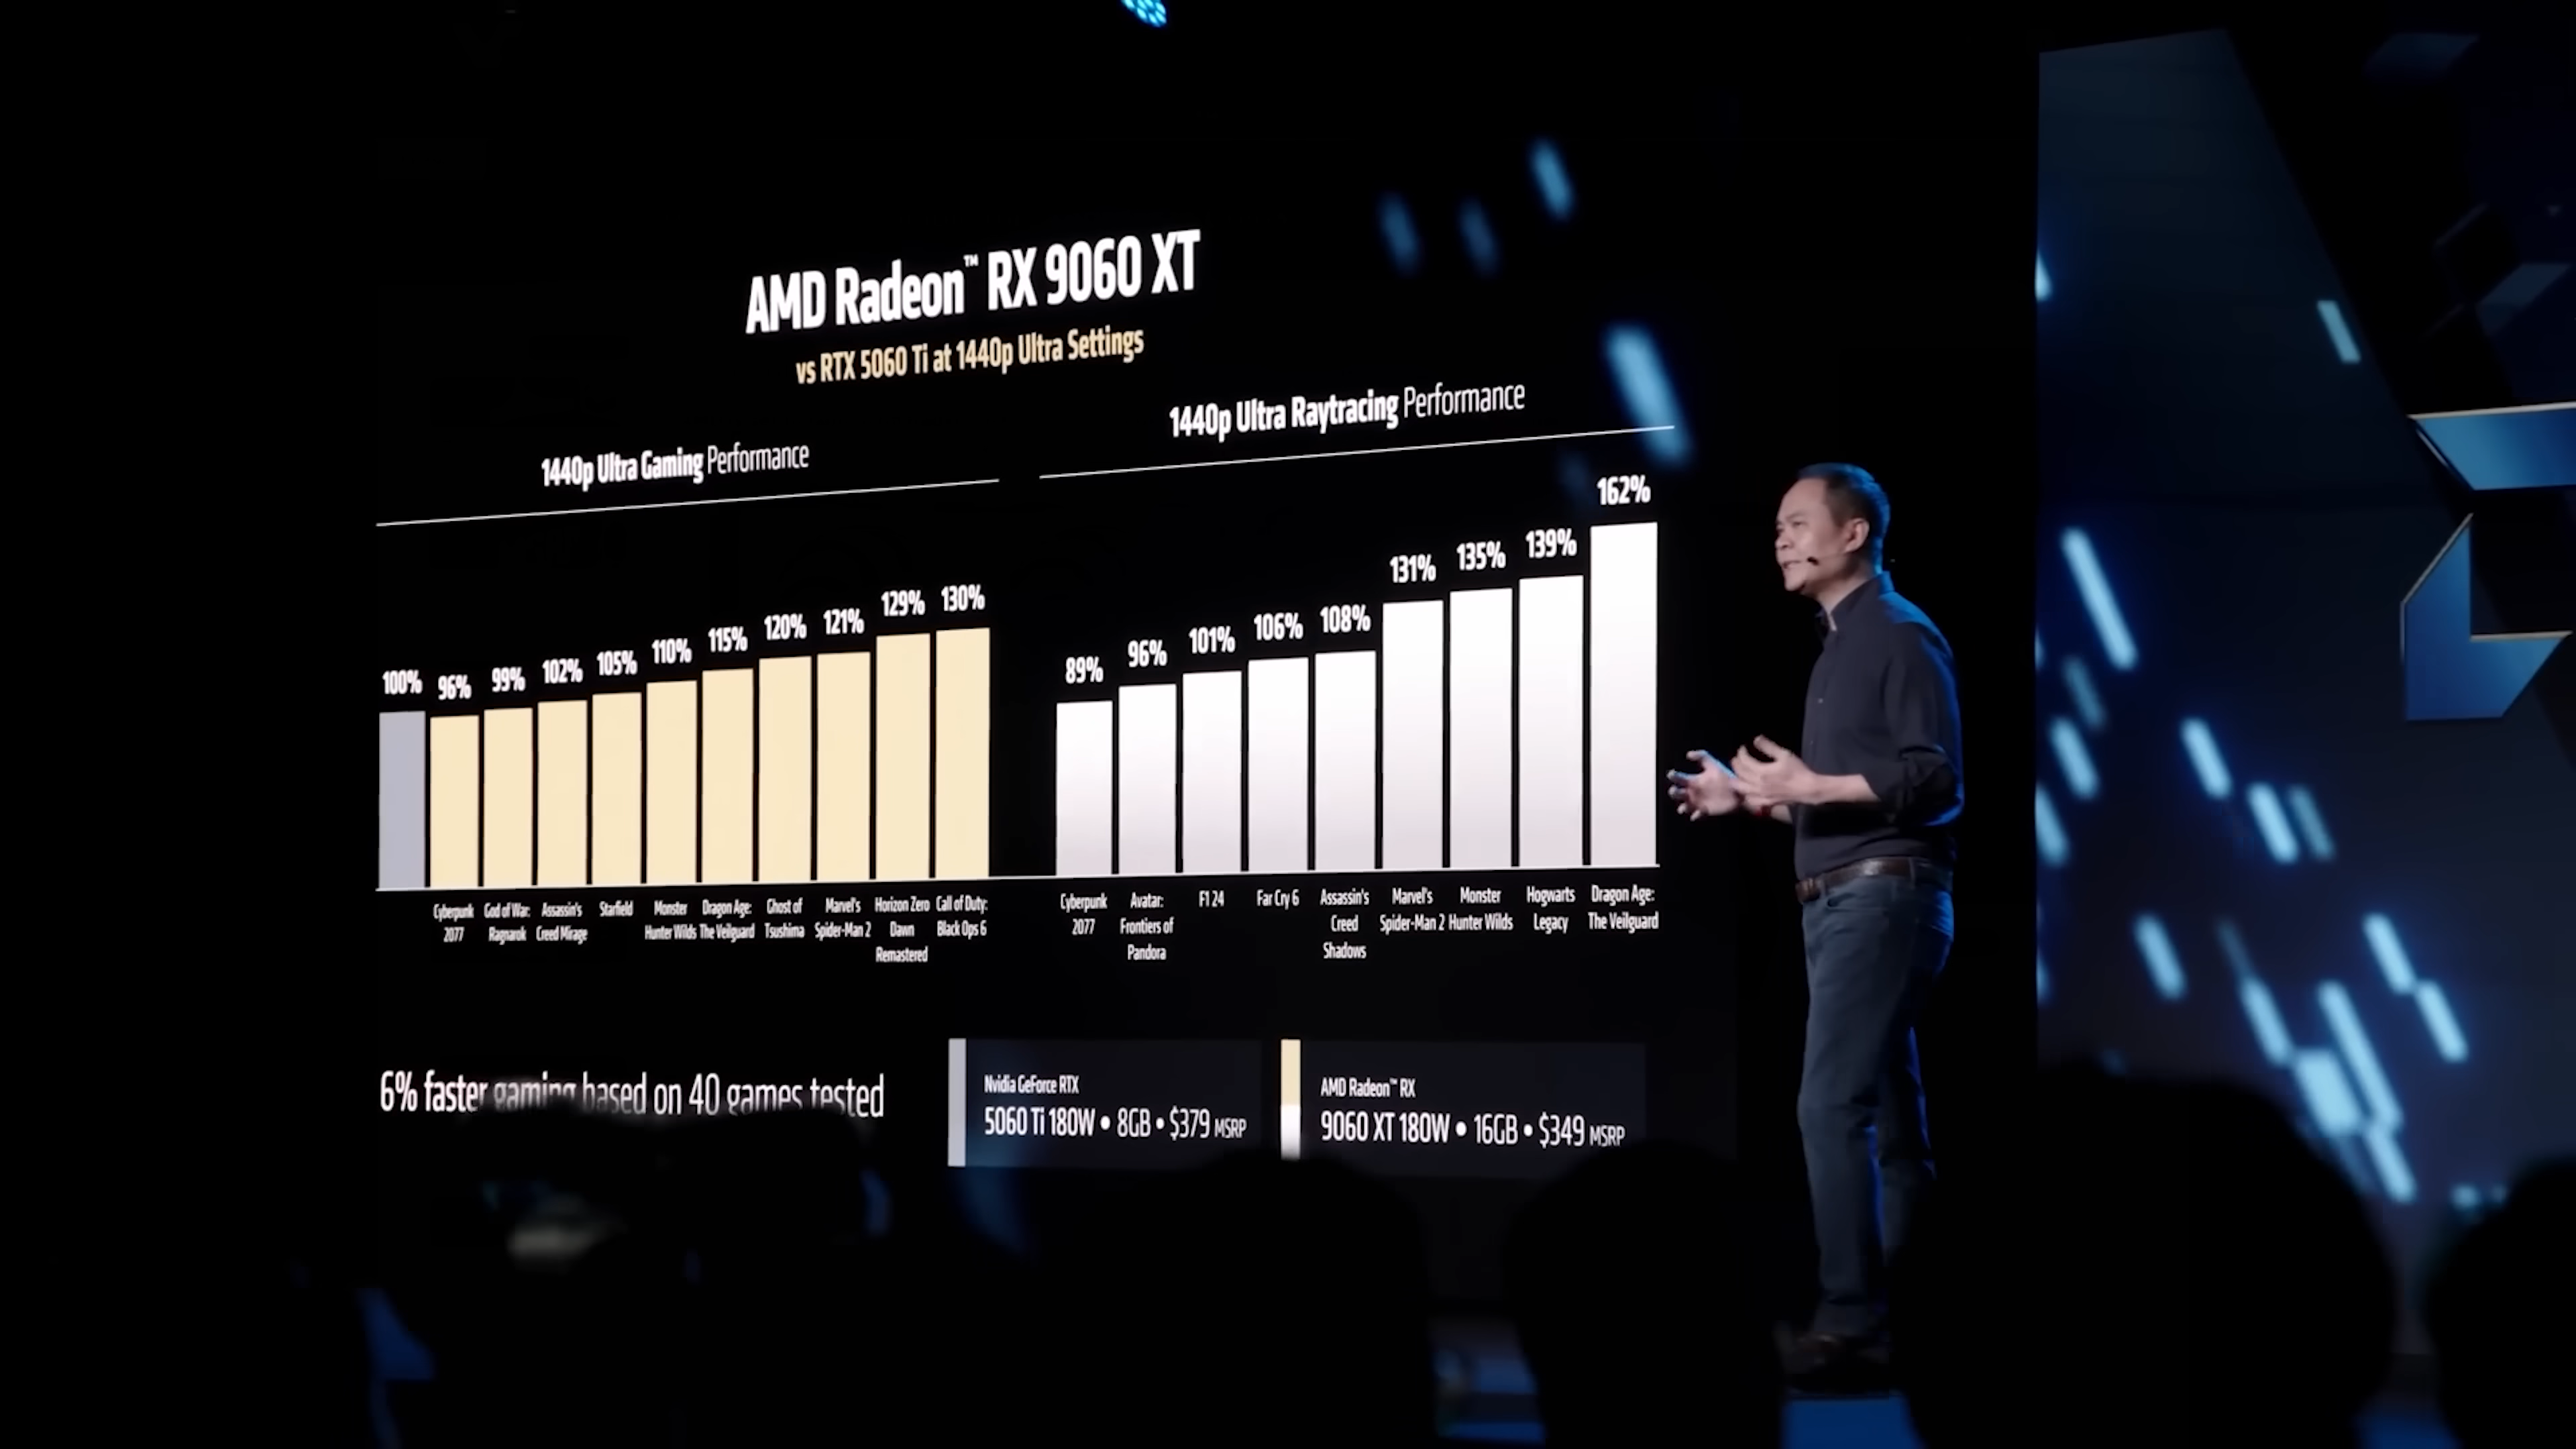 AMD Radeon™ RX 9060 XT
vs RTX 5060 Ti at 1440p Ultra Settings
1440p Ultra Gaming Performance
100% 96% 99% 102% 105% 110% 115% 120% 121% 129% 130%
Cyberpunk
2077
God of War:
Ragnarok
Assassin's
Creed Mirage
Starfield
Monster
Hunter Wilds
Dragon Age:
The Veilguard
Ghost of
Tsushima
Marvel's
Spider-Man 2
Horizon Zero
Dawn
Remastered
Call of Duty:
Black Ops 6
1440p Ultra Raytracing Performance
89% 96% 101% 106% 108% 131% 135% 139% 162%
Cyberpunk
2077
Avatar:
Frontiers of
Pandora
F1 24
Far Cry 6
Assassin's
Creed
Shadows
Marvel's
Spider-Man 2
Monster
Hunter Wilds
Hogwarts
Legacy
Dragon Age:
The Veilguard
6% faster gaming based on 40 games tested
Nvidia GeForce RTX
5060 Ti 180W • 8GB • $379 MSRP
AMD Radeon™ RX
9060 XT 180W • 16GB • $349 MSRP